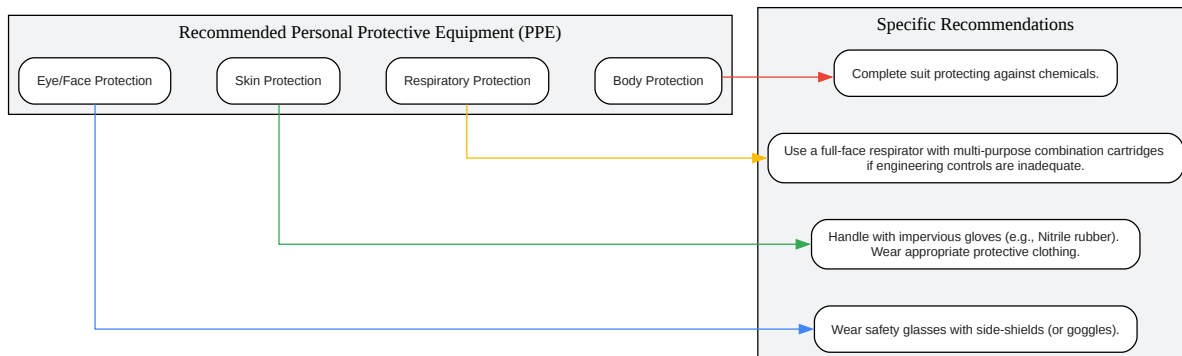 Recommended Personal Protective Equipment (PPE)
Eye/Face Protection
Skin Protection
Respiratory Protection
Body Protection
Specific Recommendations
Complete suit protecting against chemicals.
Use a full-face respirator with multi-purpose combination cartridges
if engineering controls are inadequate.
Handle with impervious gloves (e.g., Nitrile rubber).
Wear appropriate protective clothing.
Wear safety glasses with side-shields (or goggles).